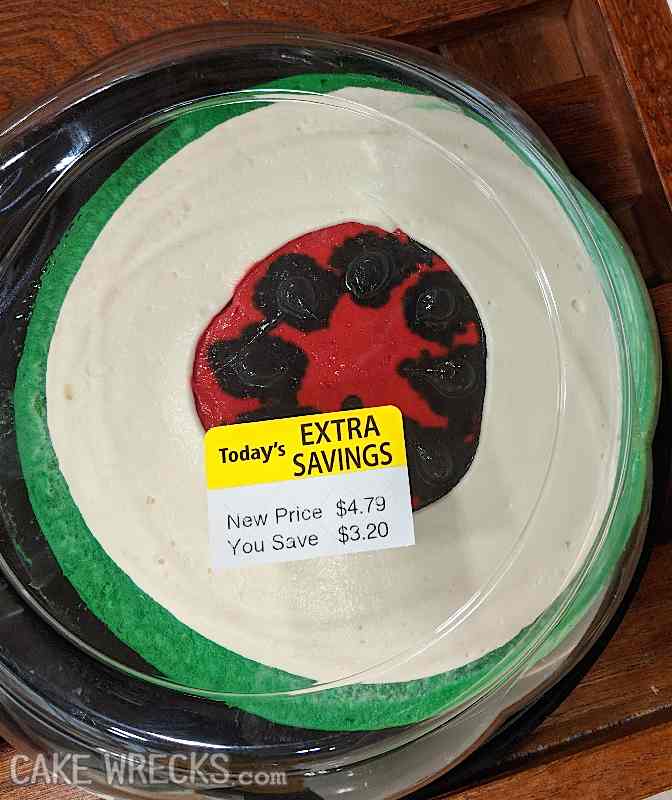 Today's EXTRA SAVINGS
New Price $4.79
You Save $3.20
CAKE WRECKS.com